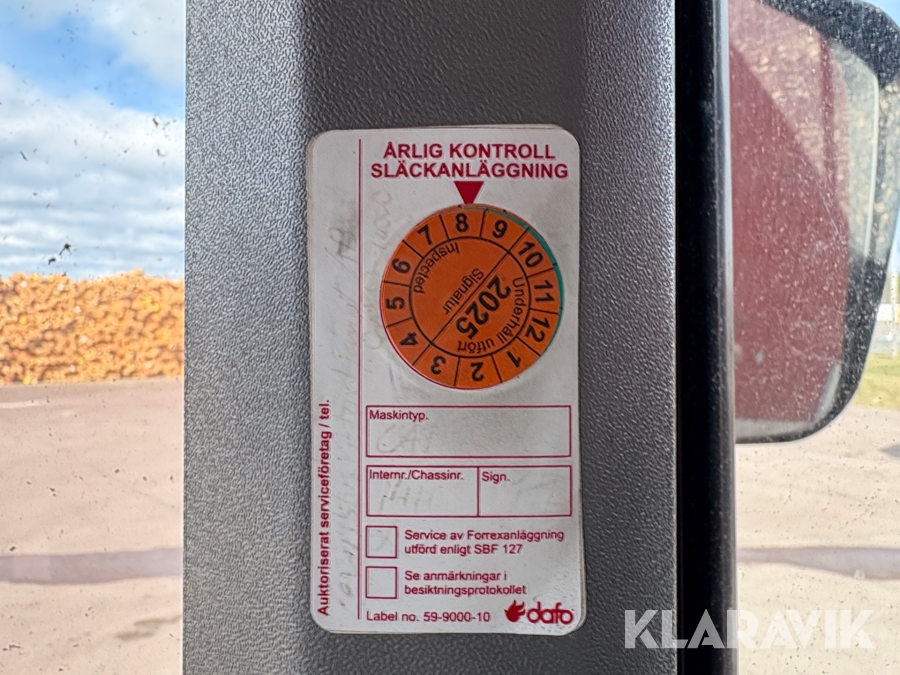 ÅRLIG KONTROLL
SLÄCKANLÄGGNING
8
9
10
11
12
1
2
3
4
5
6
7
Inspected
Signatur
2025
Underhåll utfört
Auktoriserat serviceföretag / tel.
Maskintyp.
Internr./Chassinr.
Sign.
Service av Forrexanläggning
utförd enligt SBF 127
Se anmärkningar i
besiktningsprotokollet
Label no. 59-9000-10
dafo
KLARAVIK